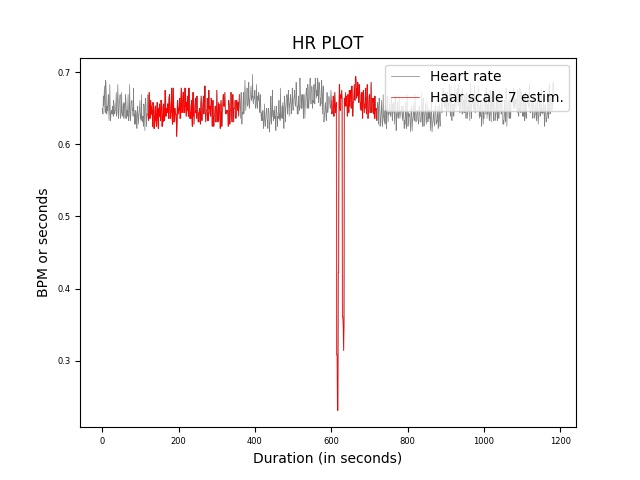 HR PLOT
Heart rate
Haar scale 7 estim.
BPM or seconds
0.7
0.6
0.5
0.4
0.3
0 200 400 600 800 1000 1200
Duration (in seconds)